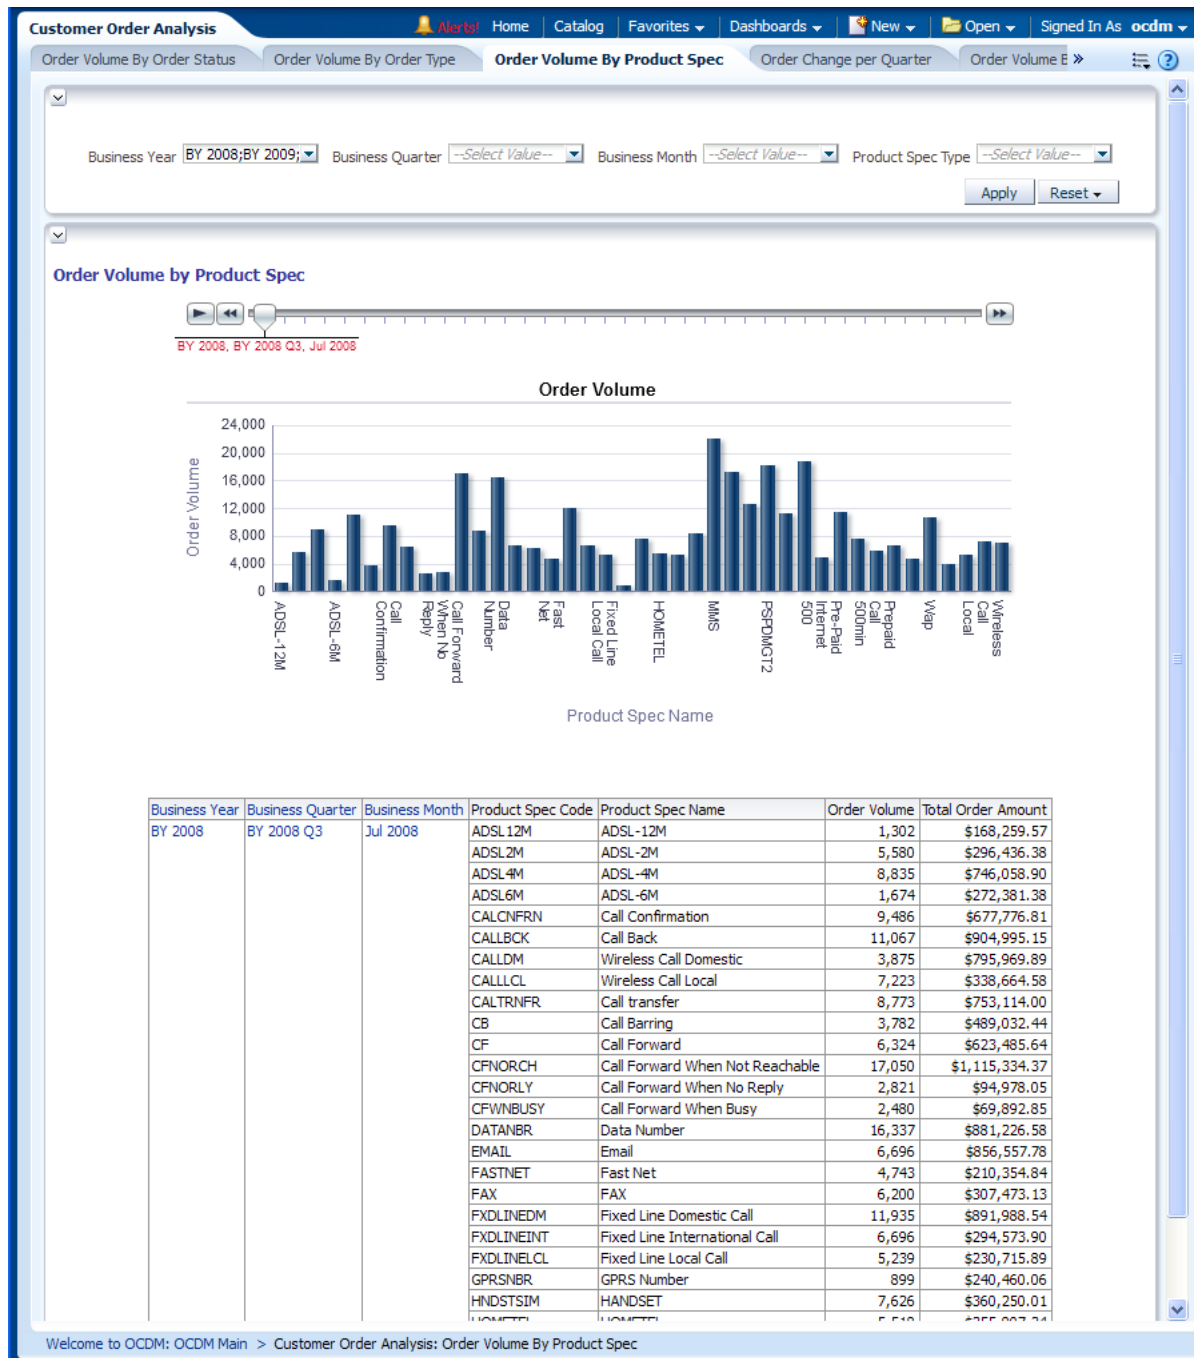 Customer Order Analysis
Alerts! Home Catalog Favorites Dashboards New Open Signed In As ocdm
Order Volume By Order Status Order Volume By Order Type Order Volume By Product Spec Order Change per Quarter Order Volume E »
Business Year BY 2008;BY 2009; Business Quarter --Select Value-- Business Month --Select Value-- Product Spec Type --Select Value--
Apply Reset
Order Volume by Product Spec
BY 2008, BY 2008 Q3, Jul 2008
Order Volume
Order Volume
24,000
20,000
16,000
12,000
8,000
4,000
0
ADSL-12M
ADSL-6M
Call Confirmation
Call Forward When No Reply
Data Number
Fast Net
Fixed Line Local Call
HOMETEL
MMS
PSPDMGT2
Pre-Paid Internet 500
Prepaid Call 500min
Wap
Wireless Call Local
Product Spec Name
Business Year Business Quarter Business Month Product Spec Code Product Spec Name Order Volume Total Order Amount
BY 2008 BY 2008 Q3 Jul 2008 ADSL12M ADSL-12M 1,302 $168,259.57
ADSL2M ADSL-2M 5,580 $296,436.38
ADSL4M ADSL-4M 8,835 $746,058.90
ADSL6M ADSL-6M 1,674 $272,381.38
CALCNFRN Call Confirmation 9,486 $677,776.81
CALLBCK Call Back 11,067 $904,995.15
CALLDM Wireless Call Domestic 3,875 $795,969.89
CALLLCL Wireless Call Local 7,223 $338,664.58
CALTRNFR Call transfer 8,773 $753,114.00
CB Call Barring 3,782 $489,032.44
CF Call Forward 6,324 $623,485.64
CFNORCH Call Forward When Not Reachable 17,050 $1,115,334.37
CFNORLY Call Forward When No Reply 2,821 $94,978.05
CFWNBUSY Call Forward When Busy 2,480 $69,892.85
DATANBR Data Number 16,337 $881,226.58
EMAIL Email 6,696 $856,557.78
FASTNET Fast Net 4,743 $210,354.84
FAX FAX 6,200 $307,473.13
FXDLINEDM Fixed Line Domestic Call 11,935 $891,988.54
FXDLINEINT Fixed Line International Call 6,696 $294,573.90
FXDLINELCL Fixed Line Local Call 5,239 $230,715.89
GPRSNBR GPRS Number 899 $240,460.06
HNDSTSIM HANDSET 7,626 $360,250.01
HOMETEL HOMETEL
Welcome to OCDM: OCDM Main > Customer Order Analysis: Order Volume By Product Spec